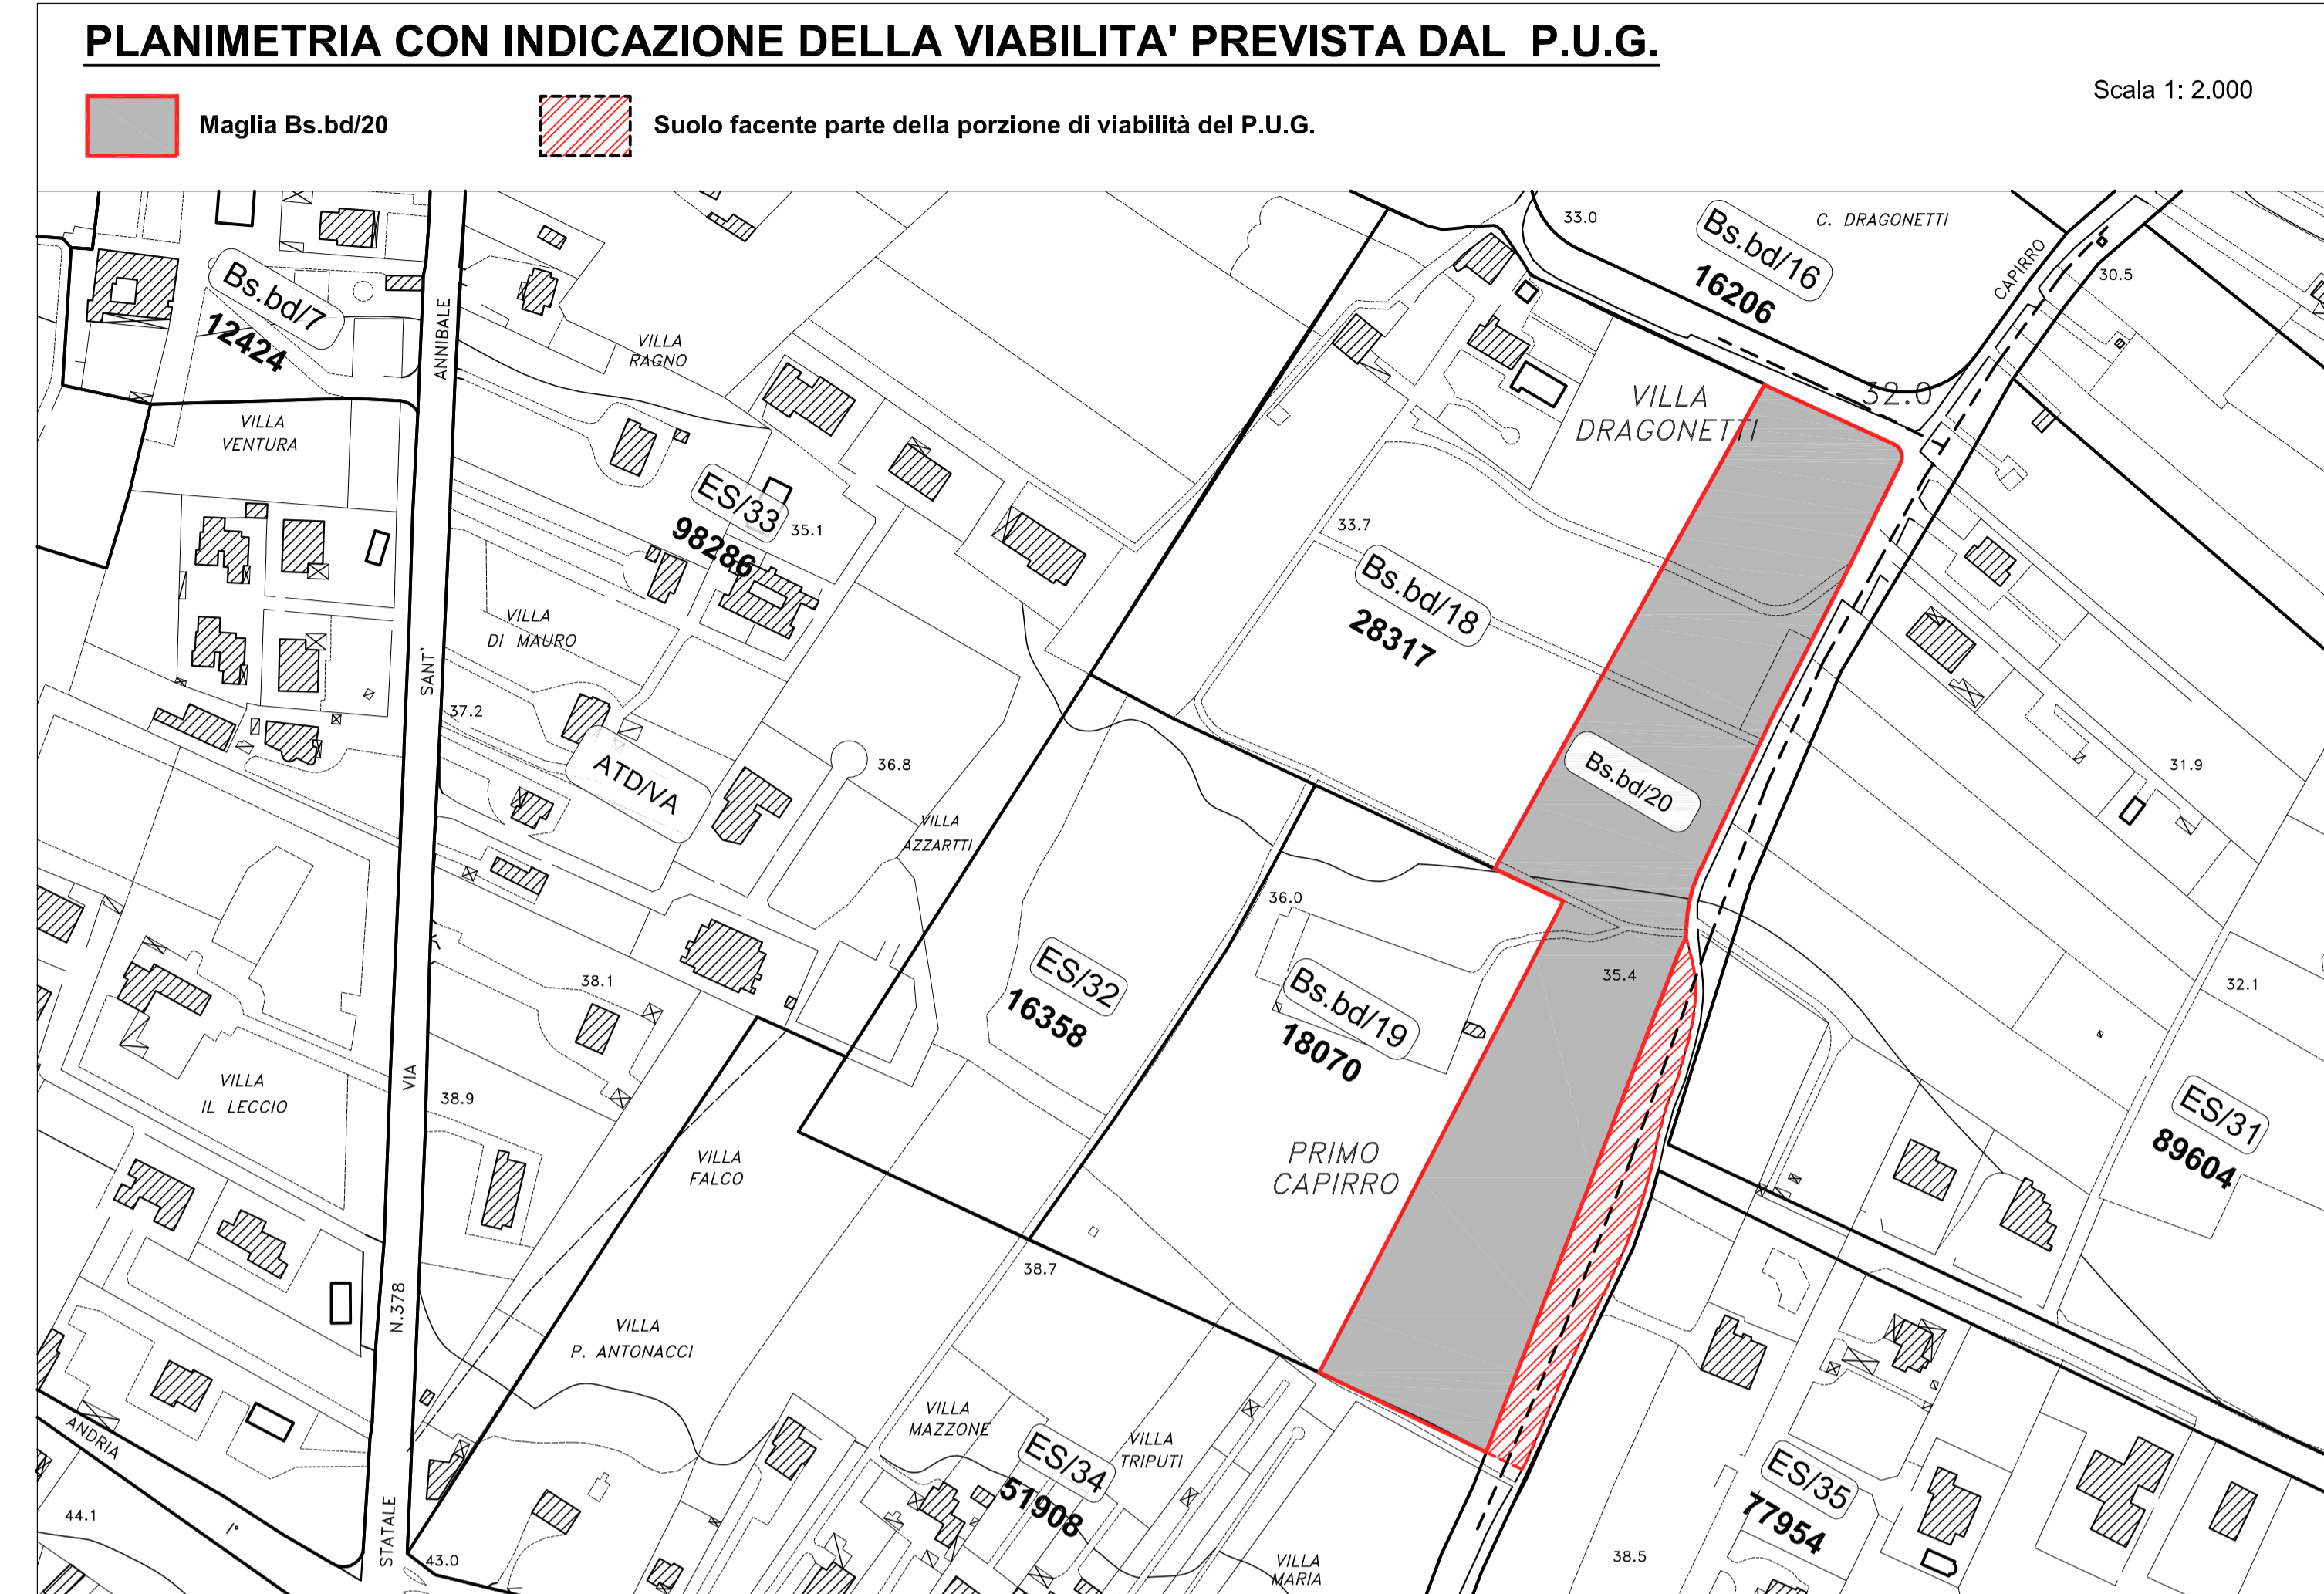 PLANIMETRIA CON INDICAZIONE DELLA VIABILITA' PREVISTA DAL P.U.G.
Scala 1: 2.000
Maglia Bs.bd/20
Suolo facente parte della porzione di viabilità del P.U.G.
33.0
Bs.bd/16
16206
C. DRAGONETTI
CAPIRRO
30.5
Bs.bd/7
12424
ANNIBALE
VILLA
RAGNO
VILLA
VENTURA
VILLA
DRAGONETTI
32.0
ES/33
98286
35.1
33.7
Bs.bd/18
28317
VILLA
DI MAURO
SANT'
37.2
ATD/VA
36.8
VILLA
AZZARTTI
Bs.bd/20
31.9
36.0
35.4
38.1
ES/32
16358
Bs.bd/19
18070
32.1
VILLA
IL LECCIO
VIA
38.9
VILLA
FALCO
PRIMO
CAPIRRO
ES/31
89604
38.7
N.378
VILLA
P. ANTONACCI
VILLA
MAZZONE
ES/34
51908
VILLA
TRIPUTI
ANDRIA
I°
44.1
STATALE
43.0
VILLA
MARIA
38.5
ES/35
77954